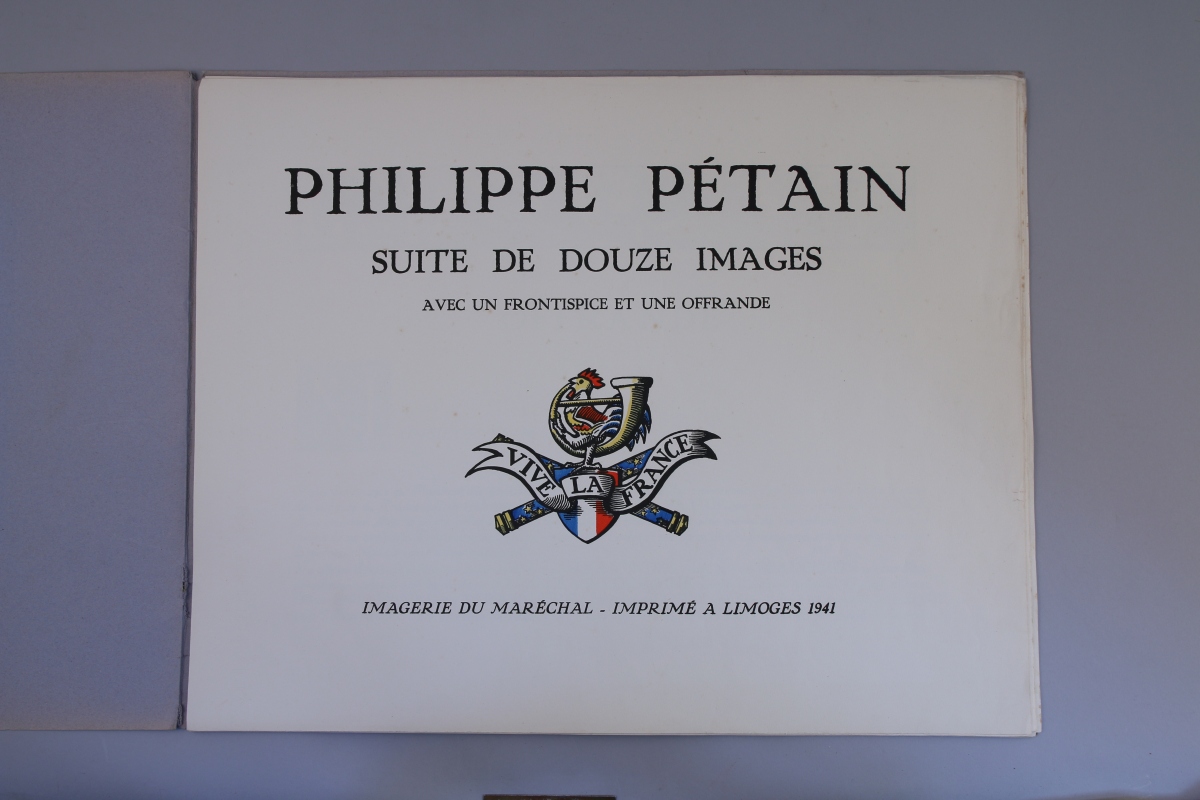 PHILIPPE PÉTAIN
SUITE DE DOUZE IMAGES
AVEC UN FRONTISPICE ET UNE OFFRANDE
VIVE LA FRANCE
IMAGERIE DU MARÉCHAL - IMPRIMÉ A LIMOGES 1941